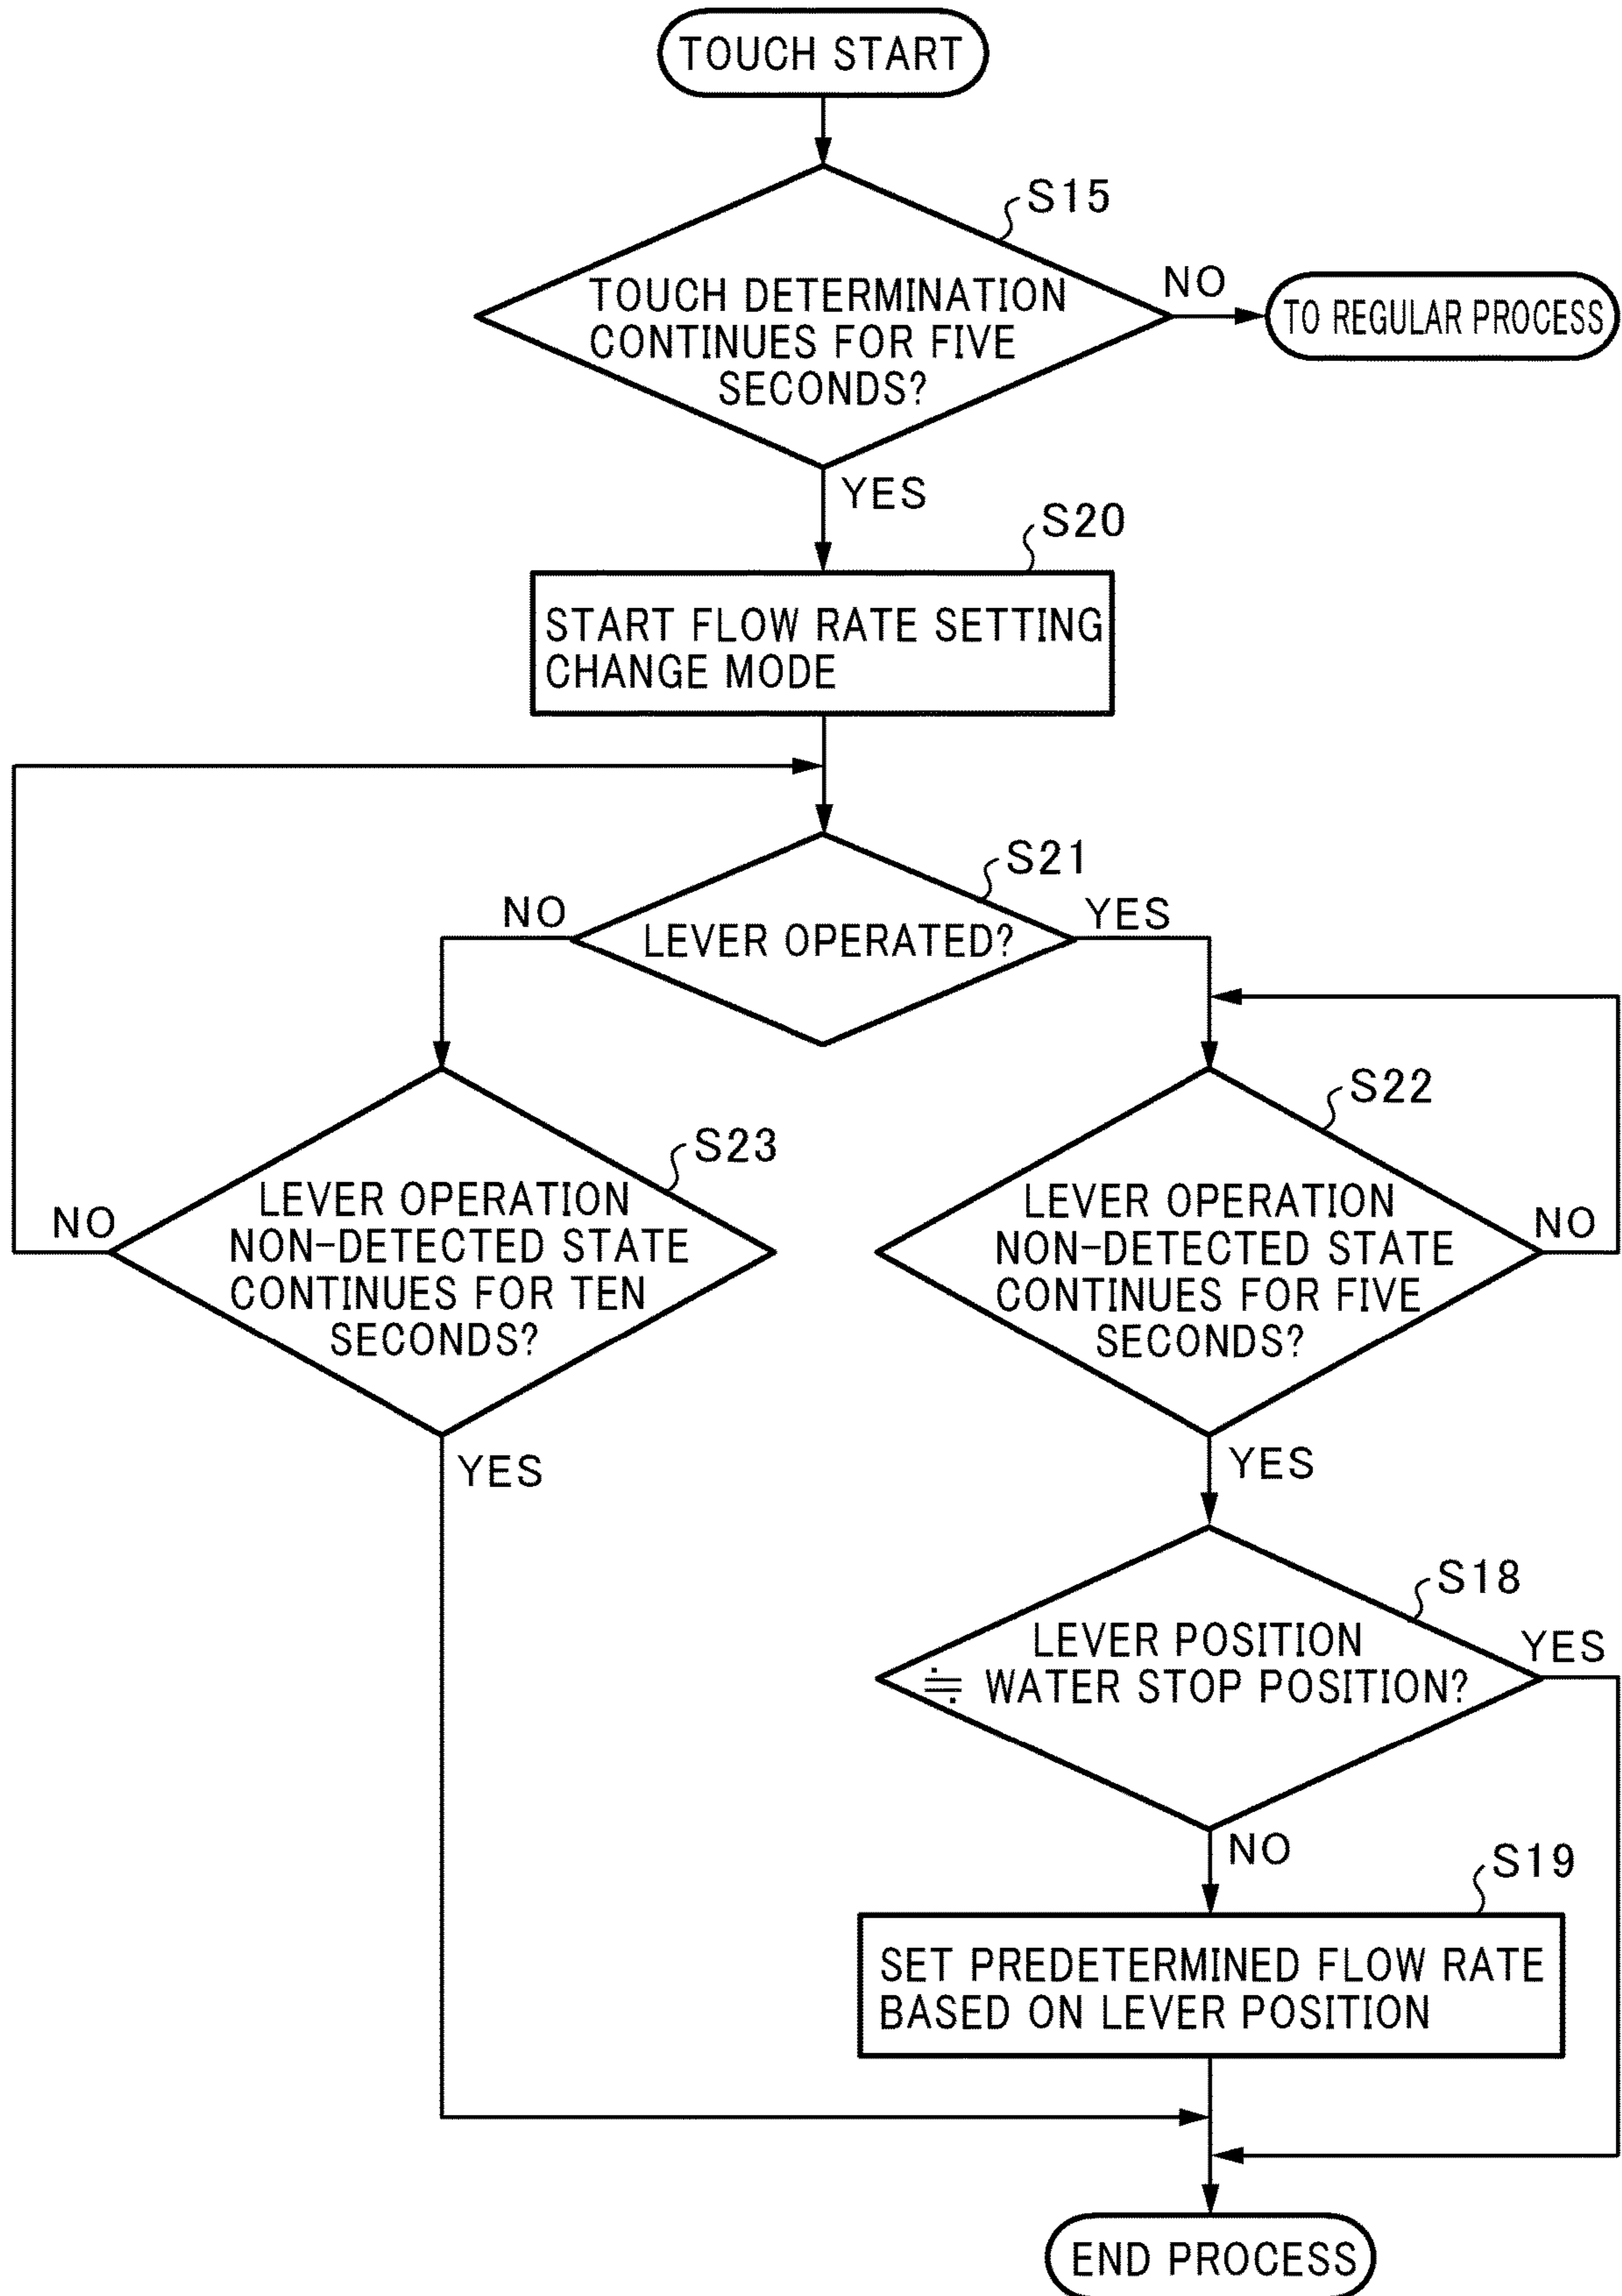 TOUCH START
S15
TOUCH DETERMINATION
CONTINUES FOR FIVE
SECONDS?
NO
TO REGULAR PROCESS
YES
S20
START FLOW RATE SETTING
CHANGE MODE
S21
NO
LEVER OPERATED?
YES
S23
LEVER OPERATION
NON-DETECTED STATE
CONTINUES FOR TEN
SECONDS?
NO
YES
S22
LEVER OPERATION
NON-DETECTED STATE
CONTINUES FOR FIVE
SECONDS?
NO
YES
S18
LEVER POSITION
≒ WATER STOP POSITION?
YES
NO
S19
SET PREDETERMINED FLOW RATE
BASED ON LEVER POSITION
END PROCESS